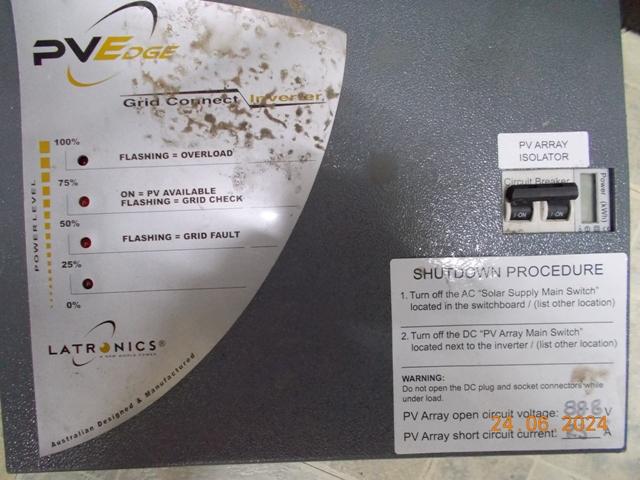 PVEDGE
Grid Connect Inverter
100%
FLASHING = OVERLOAD
75%
ON = PV AVAILABLE
FLASHING = GRID CHECK
50%
FLASHING = GRID FAULT
25%
0%
POWER LEVEL
LATRONICS®
A NEW WORLD POWER
Australian Designed & Manufactured
PV ARRAY
ISOLATOR
Circuit Breaker
Power (kWh)
I-ON
I-ON
SHUTDOWN PROCEDURE
1. Turn off the AC “Solar Supply Main Switch”
located in the switchboard / (list other location)
2. Turn off the DC “PV Array Main Switch”
located next to the inverter / (list other location)
WARNING:
Do not open the DC plug and socket connectors while
under load.
PV Array open circuit voltage: V
24 06 2024
PV Array short circuit current: A